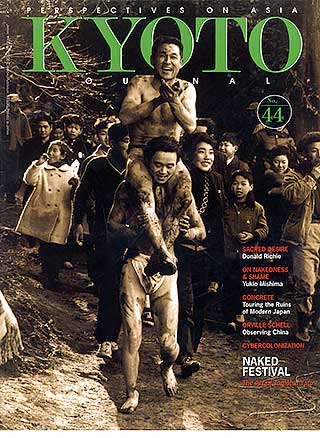 PERSPECTIVES ON ASIA
KYOTO
JOURNAL
No.
44
SACRED DESIRE
Donald Richie
ON NAKEDNESS
& SHAME
Yukio Mishima
CONCRETE
Touring the Ruins
of Modern Japan
ORVILLE SCHELL
Observing China
CYBERCOLONIZATION
NAKED
FESTIVAL